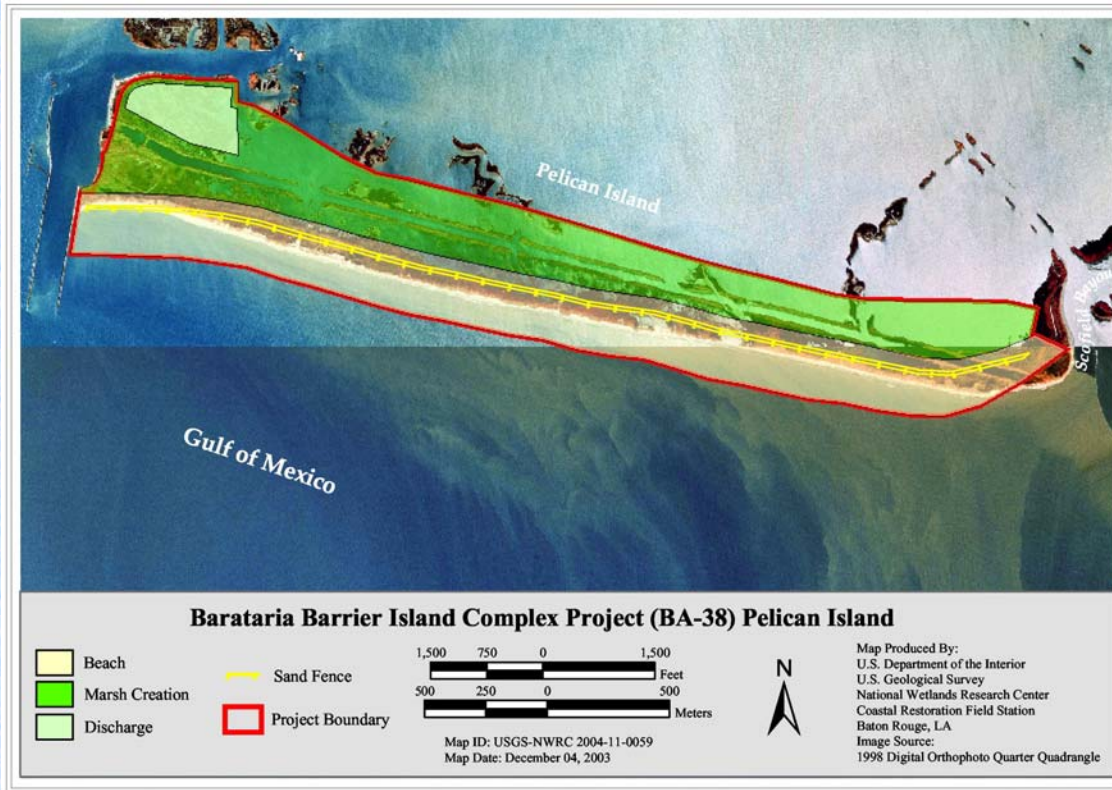 Pelican Island
Scofield Bayou
Gulf of Mexico
Barataria Barrier Island Complex Project (BA-38) Pelican Island
Beach
Marsh Creation
Discharge
Sand Fence
Project Boundary
1,500 750 0 1,500
Feet
500 250 0 500
Meters
Map ID: USGS-NWRC 2004-11-0059
Map Date: December 04, 2003
N
Map Produced By:
U.S. Department of the Interior
U.S. Geological Survey
National Wetlands Research Center
Coastal Restoration Field Station
Baton Rouge, LA
Image Source:
1998 Digital Orthophoto Quarter Quadrangle